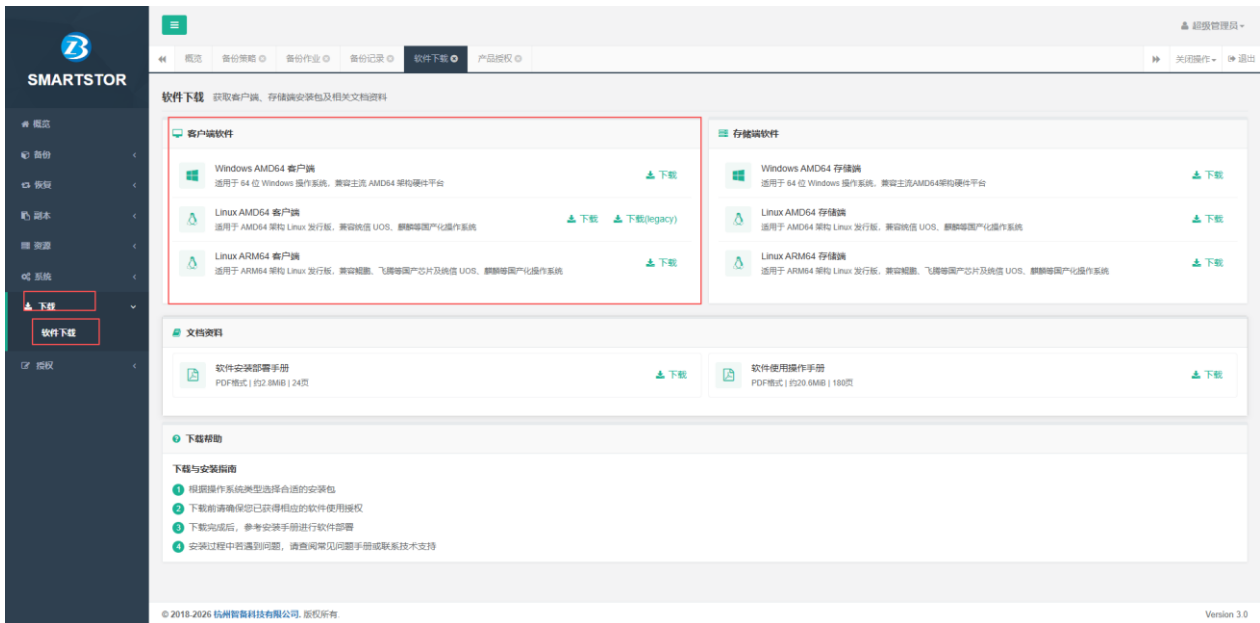 SMARTSTOR
超级管理员
概览
备份策略
备份作业
备份记录
软件下载
产品授权
关闭操作
退出
概览
备份
恢复
副本
资源
系统
下载
软件下载
授权
软件下载 获取客户端、存储端安装包及相关文档资料
客户端软件
Windows AMD64 客户端
适用于 64 位 Windows 操作系统，兼容主流 AMD64 架构硬件平台
下载
Linux AMD64 客户端
适用于 AMD64 架构 Linux 发行版，兼容统信 UOS、麒麟等国产化操作系统
下载 下载(legacy)
Linux ARM64 客户端
适用于 ARM64 架构 Linux 发行版，兼容鲲鹏、飞腾等国产芯片及统信 UOS、麒麟等国产化操作系统
下载
存储端软件
Windows AMD64 存储端
适用于 64 位 Windows 操作系统，兼容主流AMD64架构硬件平台
下载
Linux AMD64 存储端
适用于 AMD64 架构 Linux 发行版，兼容统信 UOS、麒麟等国产化操作系统
下载
Linux ARM64 存储端
适用于 ARM64 架构 Linux 发行版，兼容鲲鹏、飞腾等国产芯片及统信 UOS、麒麟等国产化操作系统
下载
文档资料
软件安装部署手册
PDF格式 | 约2.8MiB | 24页
下载
软件使用操作手册
PDF格式 | 约20.6MiB | 180页
下载
下载帮助
下载与安装指南
1 根据操作系统类型选择合适的安装包
2 下载前请确保您已获得相应的软件使用授权
3 下载完成后，参考安装手册进行软件部署
4 安装过程中若遇到问题，请查阅常见问题手册或联系技术支持
© 2018-2026 杭州智备科技有限公司. 版权所有.
Version 3.0